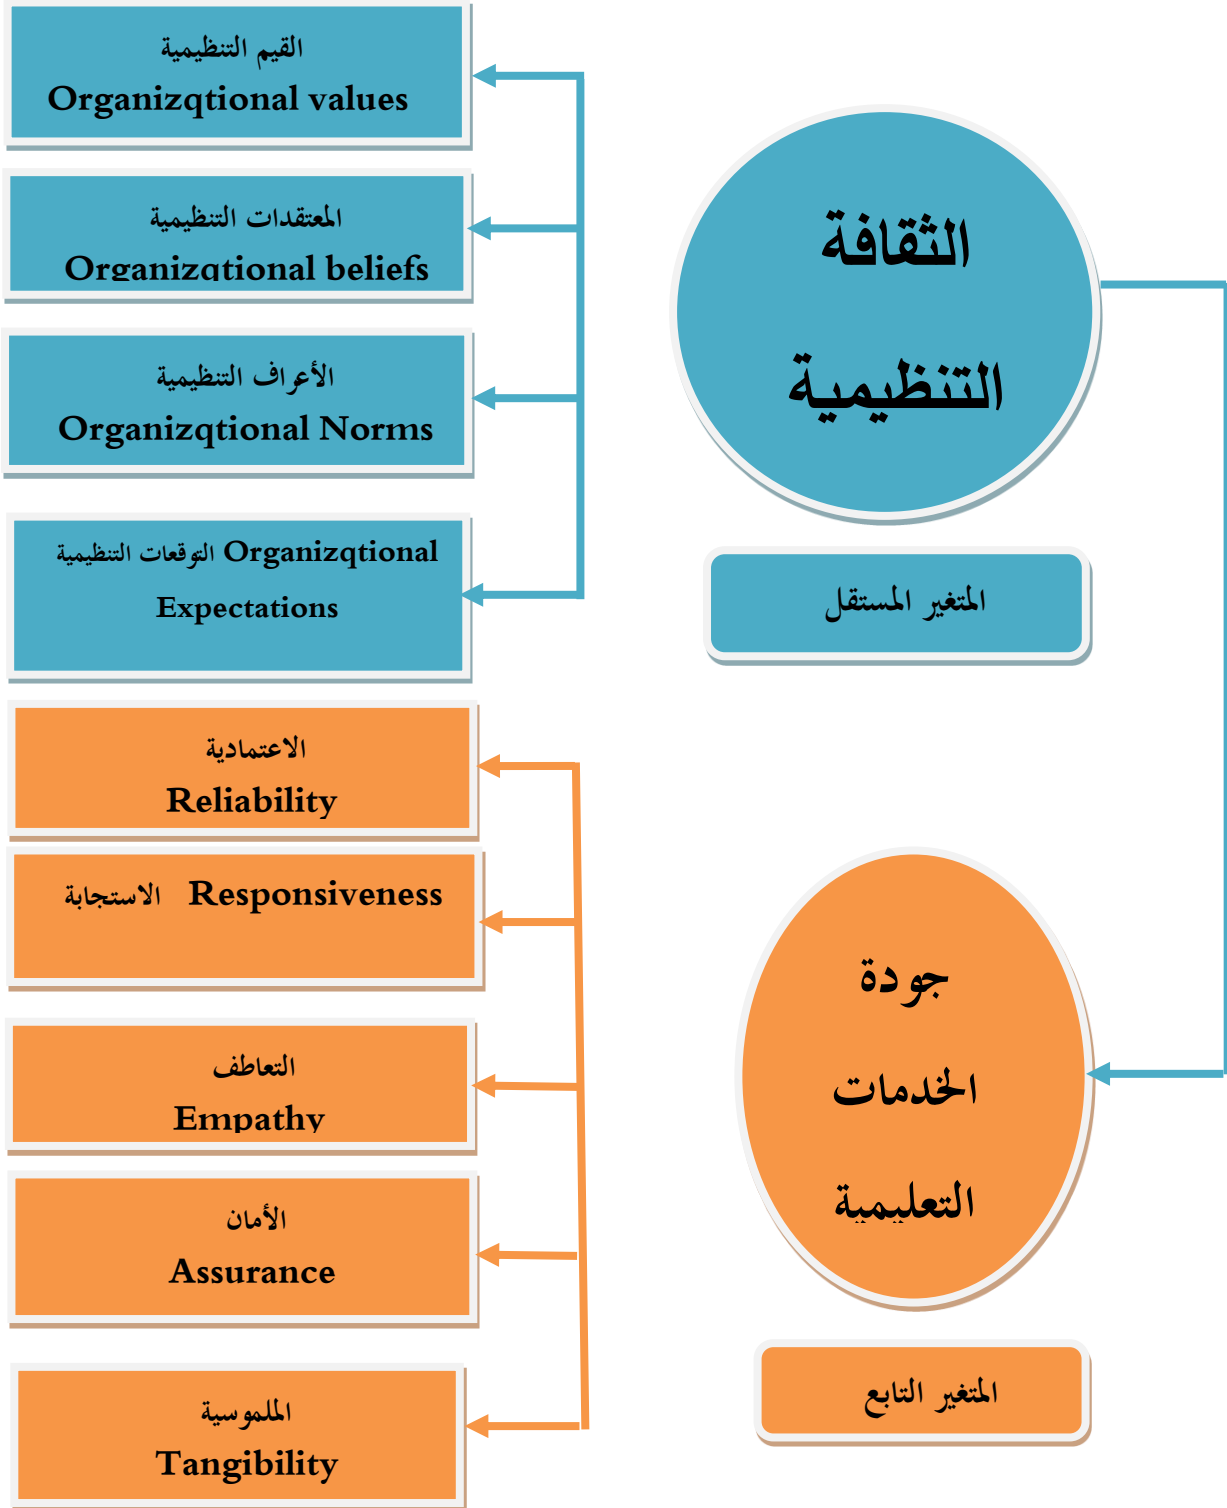 القيم التنظيمية
Organizqtional values
المعتقدات التنظيمية
Organizqtional beliefs
الأعراف التنظيمية
Organizqtional Norms
التوقعات التنظيمية Organizqtional
Expectations
الثقافة
التنظيمية
المتغير المستقل
الاعتمادية
Reliability
الاستجابة Responsiveness
التعاطف
Empathy
الأمان
Assurance
الملموسية
Tangibility
جودة
الخدمات
التعليمية
المتغير التابع